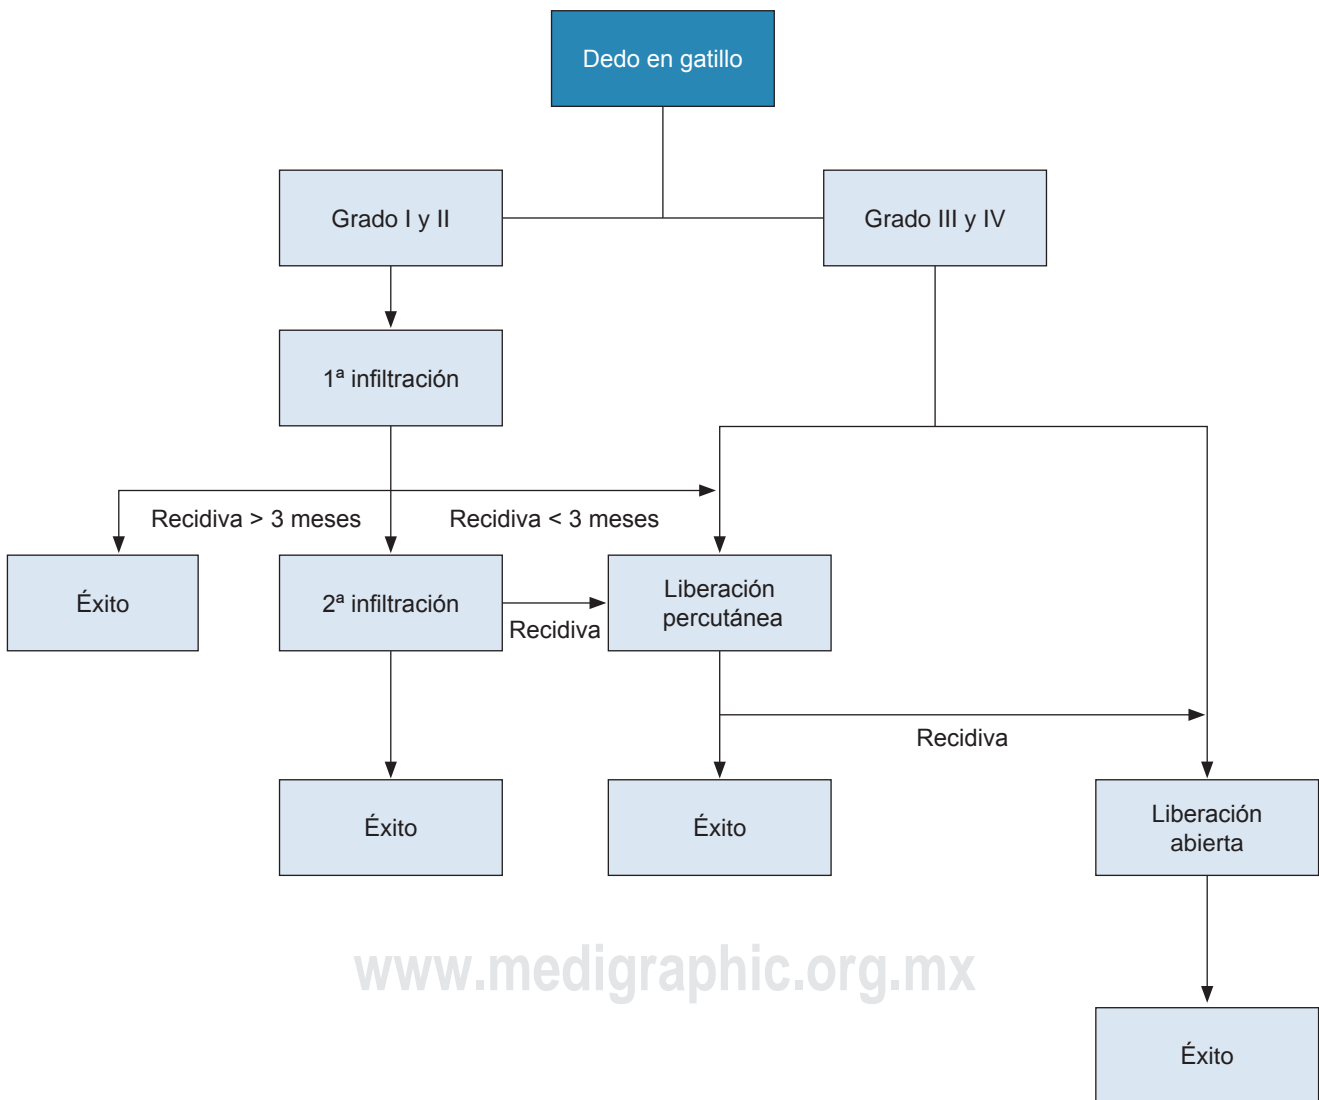 Dedo en gatillo
Grado I y II
Grado III y IV
1ª infiltración
Recidiva > 3 meses
Recidiva < 3 meses
Éxito
2ª infiltración
Recidiva
Liberación
percutánea
Recidiva
Éxito
Éxito
Liberación
abierta
www.medigraphic.org.mx
Éxito